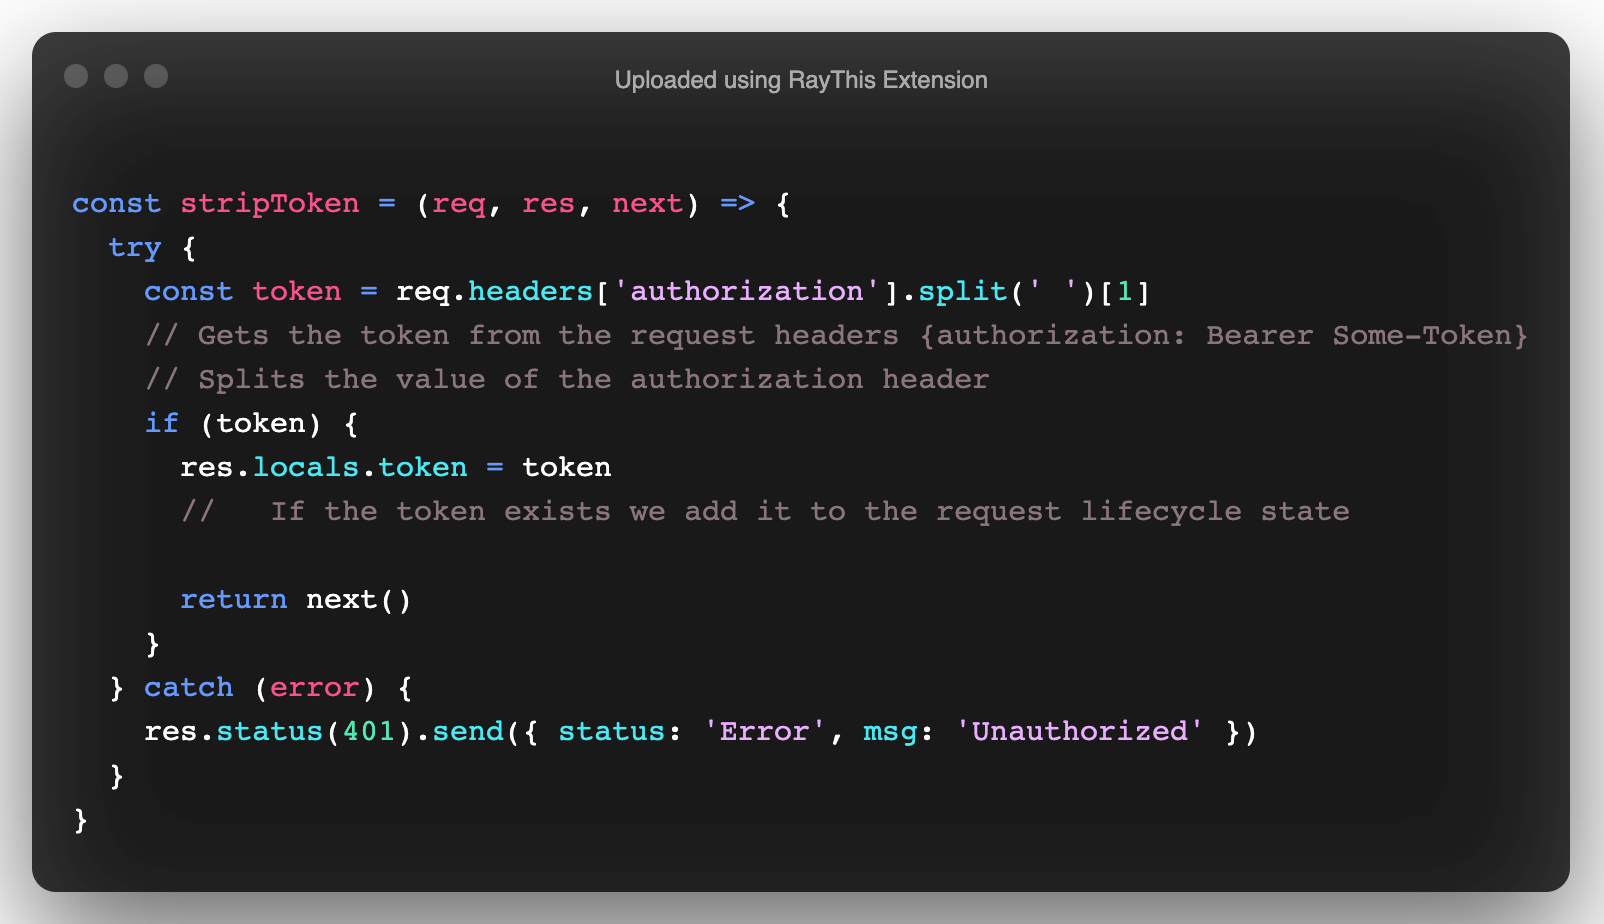 Uploaded using RayThis Extension
const stripToken = (req, res, next) => {
  try {
    const token = req.headers['authorization'].split(' ')[1]
    // Gets the token from the request headers {authorization: Bearer Some-Token}
    // Splits the value of the authorization header
    if (token) {
      res.locals.token = token
      //   If the token exists we add it to the request lifecycle state

      return next()
    }
  } catch (error) {
    res.status(401).send({ status: 'Error', msg: 'Unauthorized' })
  }
}